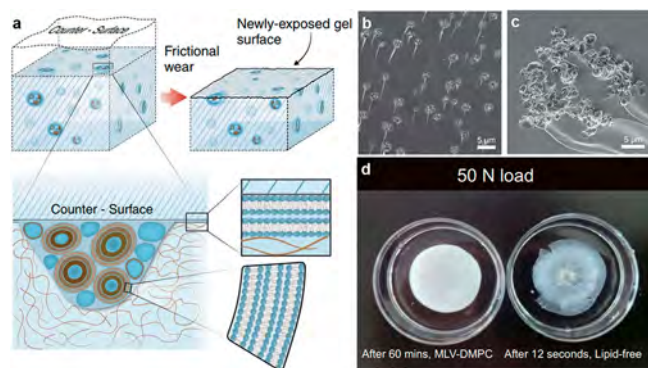 a
Counter - Surface
Frictional
wear
Newly-exposed gel
surface
Counter - Surface
b
5 µm
c
5 µm
d
50 N load
After 60 mins, MLV-DMPC
After 12 seconds, Lipid-free